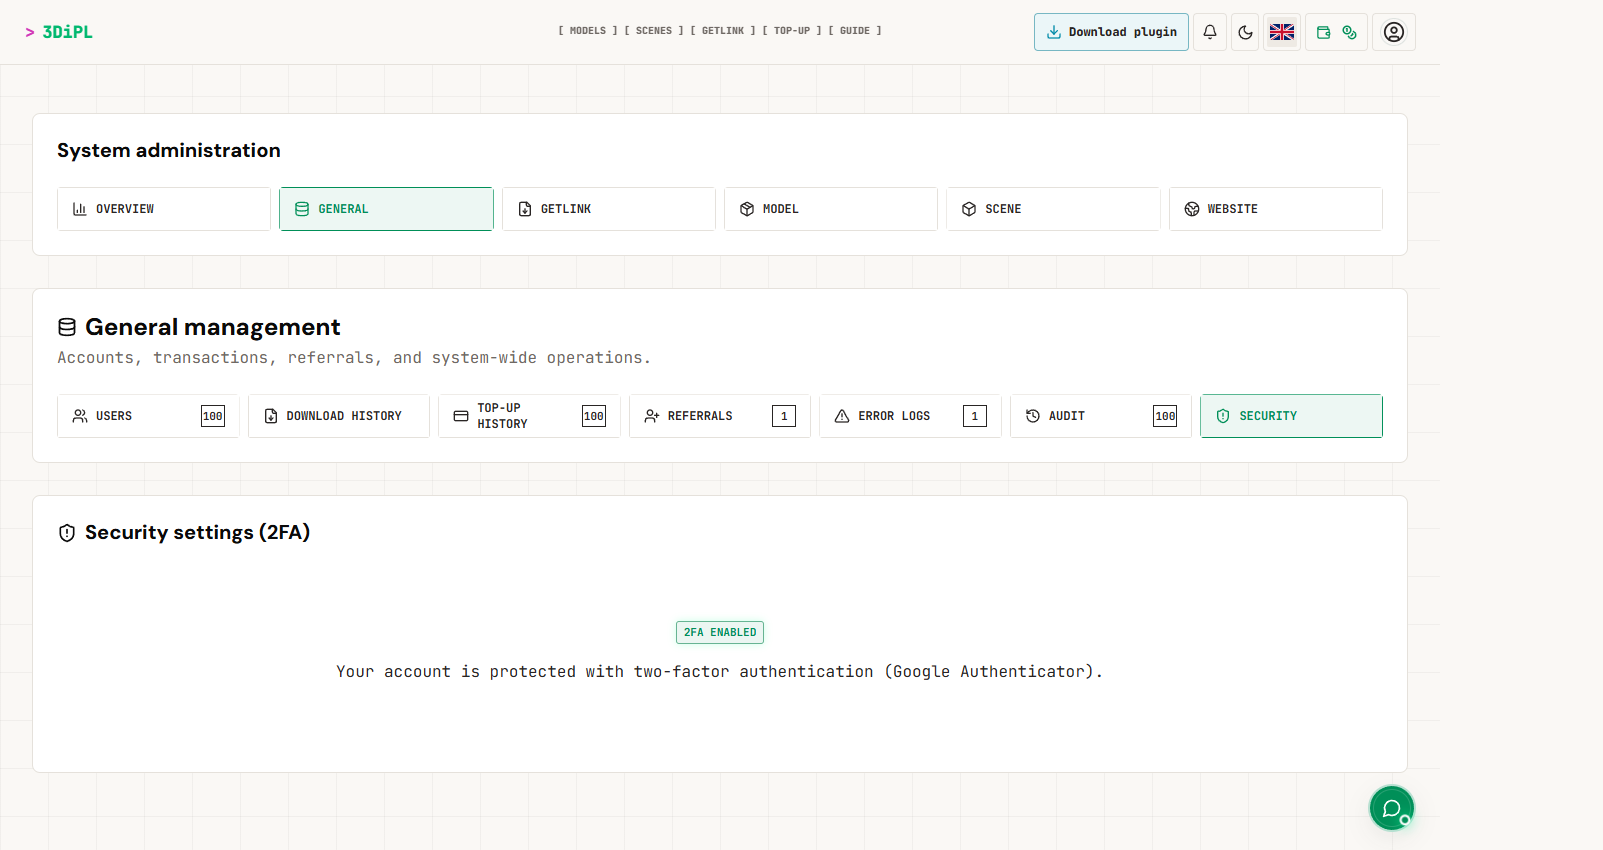 > 3DiPL
[ MODELS ] [ SCENES ] [ GETLINK ] [ TOP-UP ] [ GUIDE ]
Download plugin
System administration
OVERVIEW
GENERAL
GETLINK
MODEL
SCENE
WEBSITE
General management
Accounts, transactions, referrals, and system-wide operations.
USERS 100
DOWNLOAD HISTORY
TOP-UP
HISTORY 100
REFERRALS 1
ERROR LOGS 1
AUDIT 100
SECURITY
Security settings (2FA)
2FA ENABLED
Your account is protected with two-factor authentication (Google Authenticator).